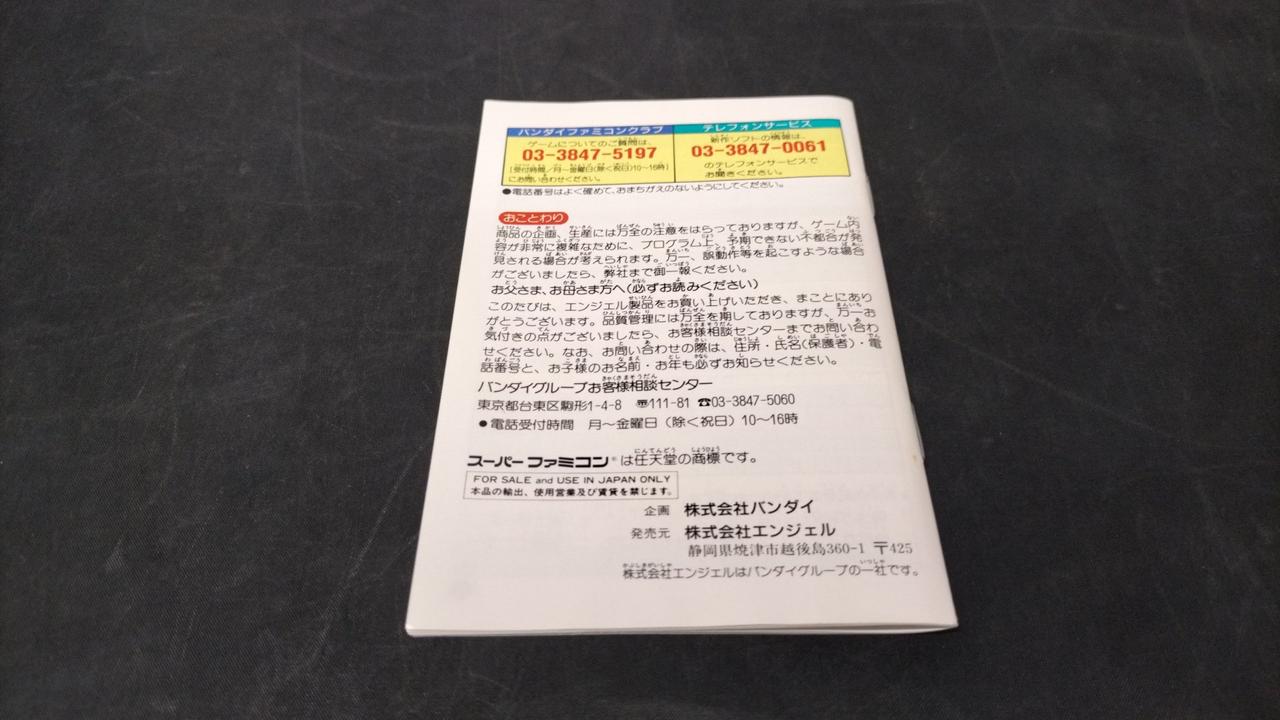 バンダイファミコンクラブ
ゲームについてのご質問は、
03-3847-5197
(受付時間/月〜金曜日(除く祝日)10〜16時)
にお問い合わせください。
テレフォンサービス
新作ソフトの情報は、
03-3847-0061
のテレフォンサービスで
お聞きください。
●電話番号はよく確めて、おまちがえのないようにしてください。
おことわり
商品の企画、生産には万全の注意をはらっておりますが、ゲーム内
容が非常に複雑なために、プログラム上、予期できない不都合が発
見される場合が考えられます。万一、誤動作等を起こすような場合
がございましたら、弊社まで御一報ください。
お父さま、お母さま方へ(必ずお読みください)
このたびは、エンジェル製品をお買い上げいただき、まことにあり
がとうございます。品質管理には万全を期しておりますが、万一お
気付きの点がございましたら、お客様相談センターまでお問い合わ
せください。なお、お問い合わせの際は、住所・氏名(保護者)・電
話番号と、お子様のお名前・お年も必ずお知らせください。
バンダイグループお客様相談センター
東京都台東区駒形1-4-8 〠111-81 ☎03-3847-5060
●電話受付時間 月〜金曜日(除く祝日)10〜16時
スーパーファミコン®は任天堂の商標です。
FOR SALE and USE IN JAPAN ONLY
本品の輸出、使用営業及び賃貸を禁じます。
企画 株式会社バンダイ
発売元 株式会社エンジェル
静岡県焼津市越後島360-1 〒425
株式会社エンジェルはバンダイグループの一社です。